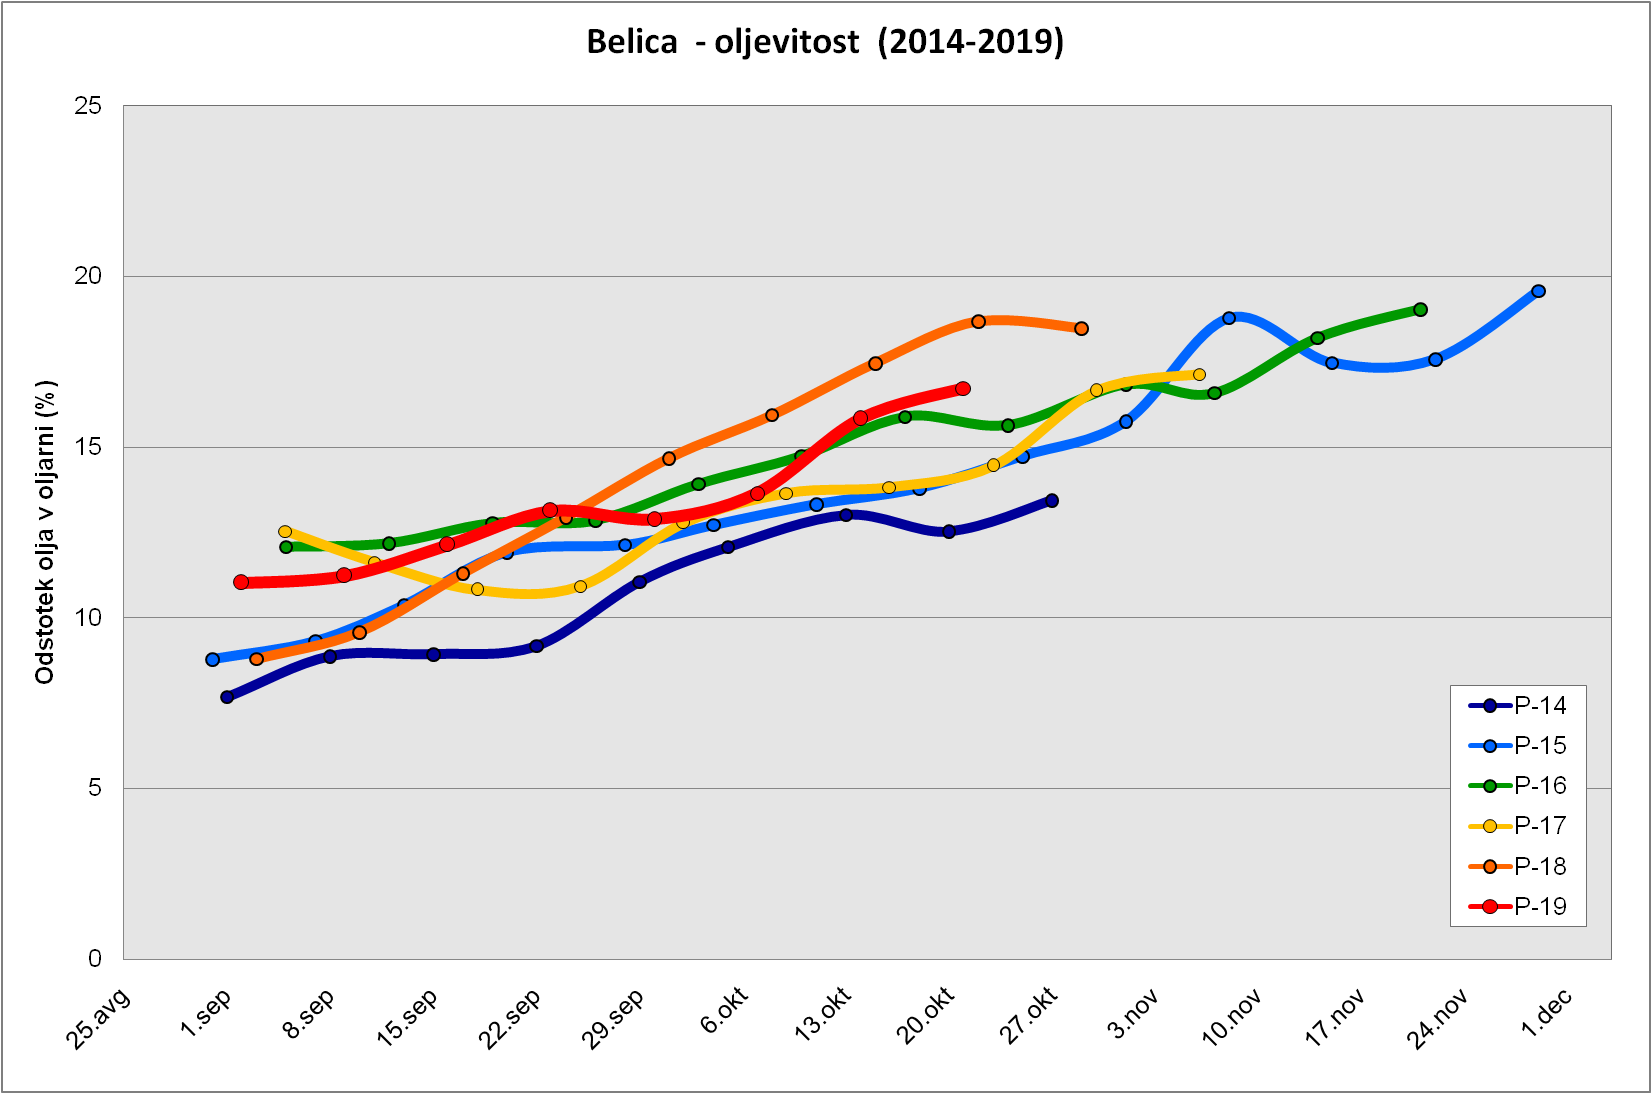 Belica  - oljevitost  (2014-2019)
Odstotek olja v oljarni (%)
25
20
15
10
5
0
25.avg
1.sep
8.sep
15.sep
22.sep
29.sep
6.okt
13.okt
20.okt
27.okt
3.nov
10.nov
17.nov
24.nov
1.dec
P-14
P-15
P-16
P-17
P-18
P-19